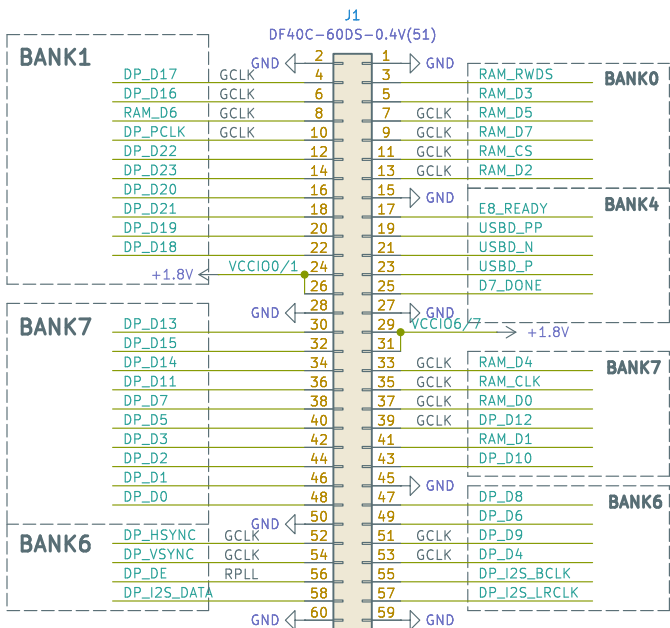 J1
DF40C-60DS-0.4V(51)
BANK1 GND 2 1 GND
DP_D17 GCLK 4 3 RAM_RWDS BANK0
DP_D16 GCLK 6 5 RAM_D3
RAM_D6 GCLK 8 7 GCLK RAM_D5
DP_PCLK GCLK 10 9 GCLK RAM_D7
DP_D22 12 11 GCLK RAM_CS
DP_D23 14 13 GCLK RAM_D2
DP_D20 16 15 GND
DP_D21 18 17 E8_READY BANK4
DP_D19 20 19 USBD_PP
DP_D18 22 21 USBD_N
+1.8V VCCIO0/1 24 23 USBD_P
26 25 D7_DONE
GND 28 27 GND
BANK7 DP_D13 30 29 VCCIO6/7 +1.8V
DP_D15 32 31
DP_D14 34 33 GCLK RAM_D4 BANK7
DP_D11 36 35 GCLK RAM_CLK
DP_D7 38 37 GCLK RAM_D0
DP_D5 40 39 GCLK DP_D12
DP_D3 42 41 RAM_D1
DP_D2 44 43 DP_D10
DP_D1 46 45 GND
DP_D0 48 47 DP_D8 BANK6
GND 50 49 DP_D6
BANK6 DP_HSYNC GCLK 52 51 GCLK DP_D9
DP_VSYNC GCLK 54 53 GCLK DP_D4
DP_DE RPLL 56 55 DP_I2S_BCLK
DP_I2S_DATA 58 57 DP_I2S_LRCLK
GND 60 59 GND